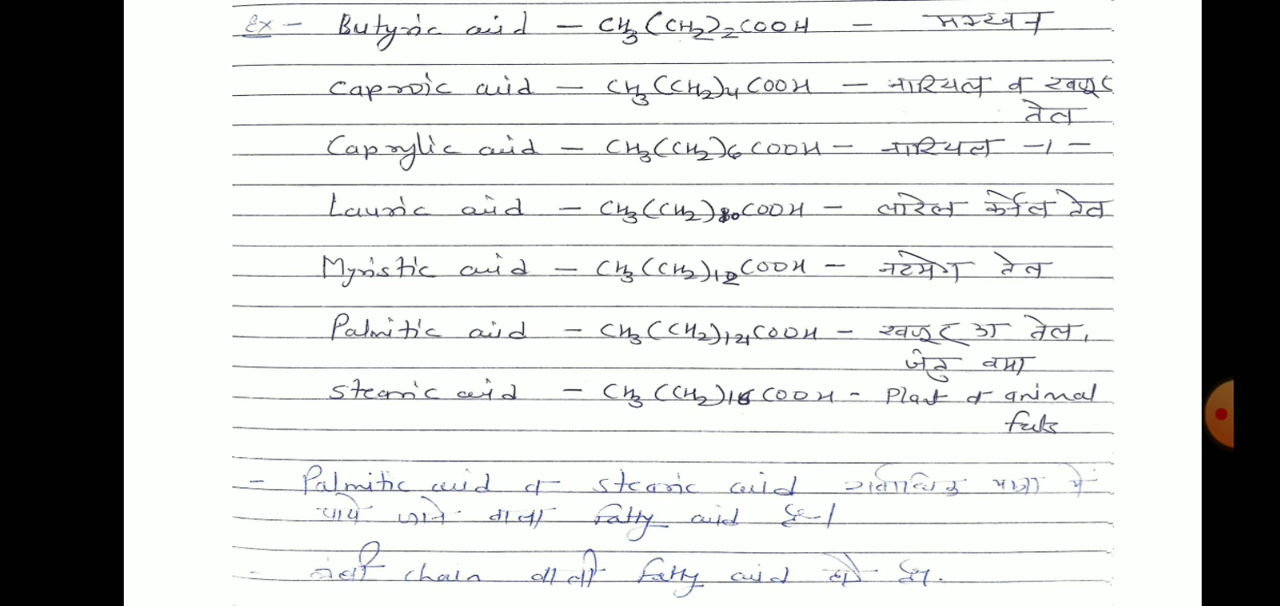 Ex - Butyric acid - CH3(CH2)2COOH - मक्खन
Caproic acid - CH3(CH2)4COOH - नारियल व खजूर
तेल
Caprylic acid - CH3(CH2)6COOH - नारियल -1-
Lauric acid - CH3(CH2)10COOH - लोरेल कर्नेल तेल
Myristic acid - CH3(CH2)12COOH - नटमेग तेल
Palmitic acid - CH3(CH2)14COOH - खजूर का तेल,
जंतु वसा
Stearic acid - CH3(CH2)16COOH - Plant & animal
fats
- Palmitic acid व stearic acid सर्वाधिक मात्रा में
पाये जाने वाला Fatty acid है।
- लंबी chain वाली fatty acid